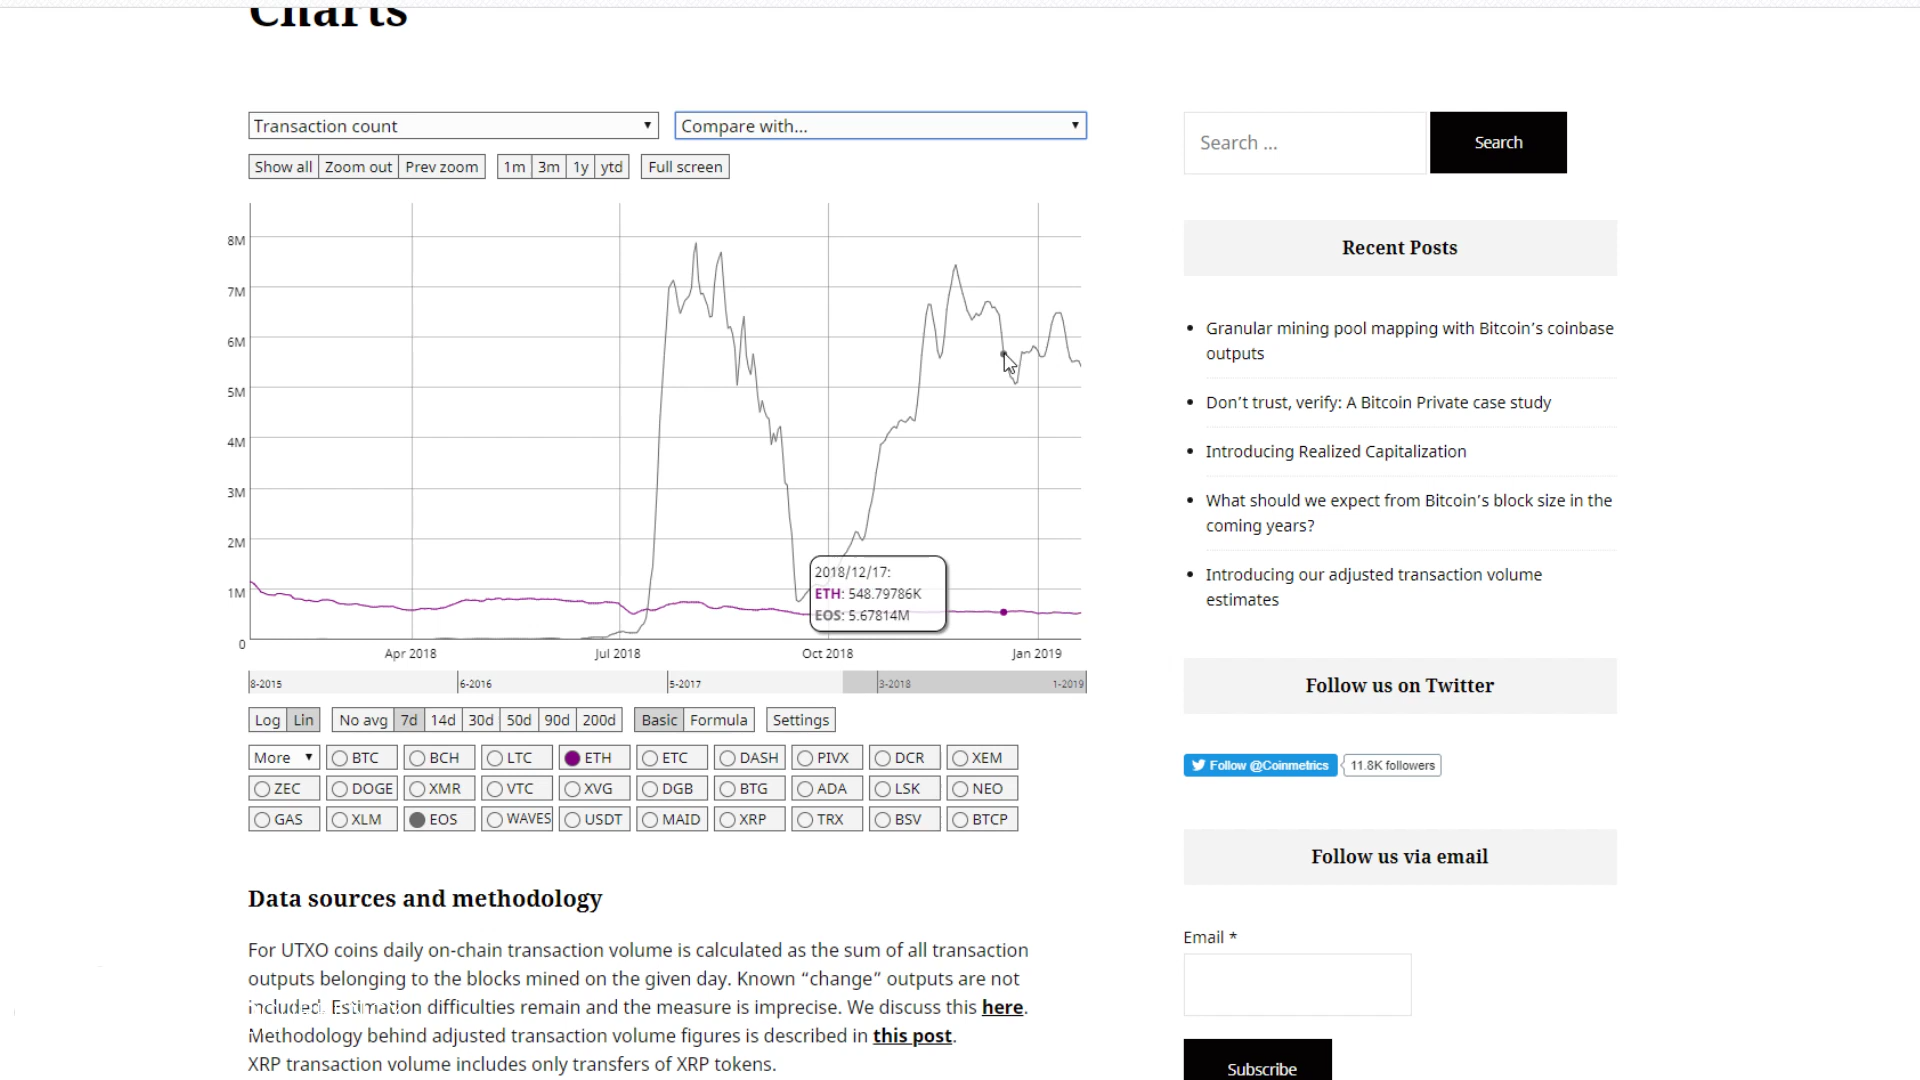 Charts
Transaction count
Compare with...
Show all Zoom out Prev zoom 1m 3m 1y ytd Full screen
8M
7M
6M
5M
4M
3M
2M
1M
0
2018/12/17:
ETH: 548.79786K
EOS: 5.67814M
Apr 2018 Jul 2018 Oct 2018 Jan 2019
8-2015 6-2016 5-2017 3-2018 1-2019
Log Lin No avg 7d 14d 30d 50d 90d 200d Basic Formula Settings
More BTC BCH LTC ETH ETC DASH PIVX DCR XEM
ZEC DOGE XMR VTC XVG DGB BTG ADA LSK NEO
GAS XLM EOS WAVES USDT MAID XRP TRX BSV BTCP
Data sources and methodology
For UTXO coins daily on-chain transaction volume is calculated as the sum of all transaction
outputs belonging to the blocks mined on the given day. Known “change” outputs are not
included. Estimation difficulties remain and the measure is imprecise. We discuss this here.
Methodology behind adjusted transaction volume figures is described in this post.
XRP transaction volume includes only transfers of XRP tokens.
Search ...
Search
Recent Posts
Granular mining pool mapping with Bitcoin’s coinbase
outputs
Don’t trust, verify: A Bitcoin Private case study
Introducing Realized Capitalization
What should we expect from Bitcoin’s block size in the
coming years?
Introducing our adjusted transaction volume
estimates
Follow us on Twitter
Follow @Coinmetrics 11.8K followers
Follow us via email
Email *
Subscribe